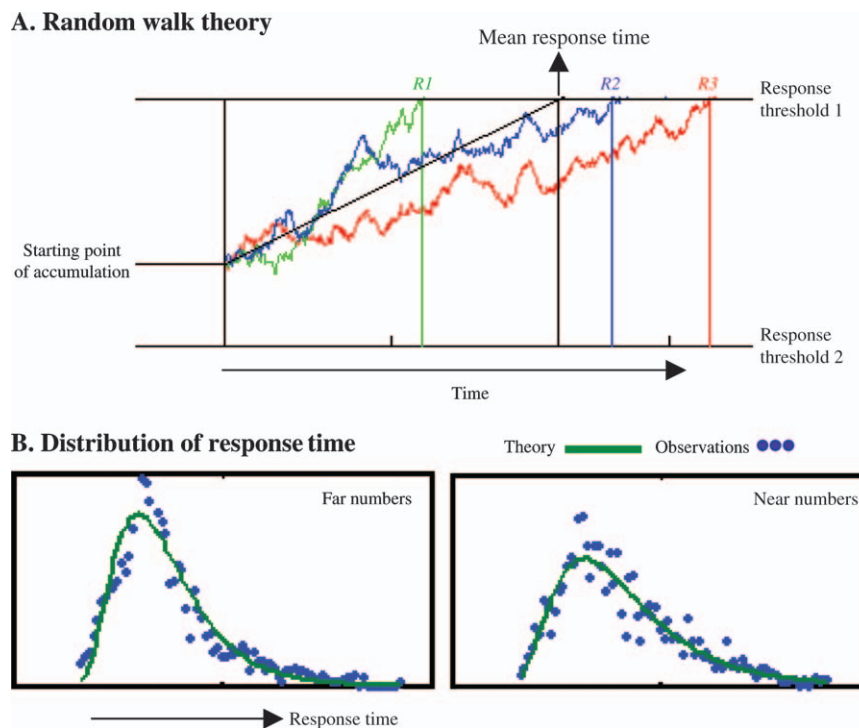 A. Random walk theory
Mean response time
R1
R2
R3
Response
threshold 1
Starting point
of accumulation
Response
threshold 2
Time
B. Distribution of response time
Theory
Observations
Far numbers
Near numbers
Response time